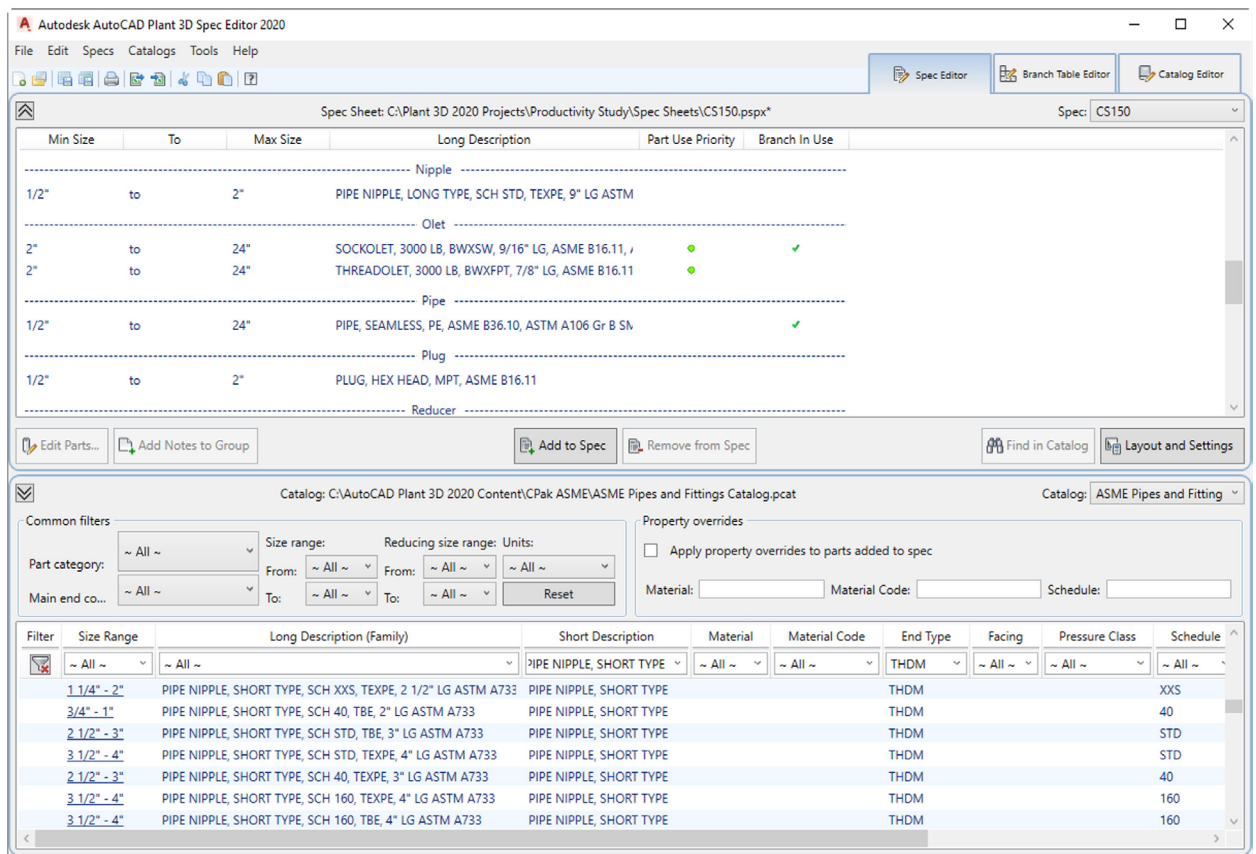 Autodesk AutoCAD Plant 3D Spec Editor 2020
File Edit Specs Catalogs Tools Help
Spec Editor Branch Table Editor Catalog Editor
Spec Sheet: C:\Plant 3D 2020 Projects\Productivity Study\Spec Sheets\CS150.pspx* Spec: CS150
Min Size To Max Size Long Description Part Use Priority Branch In Use
Nipple
1/2" to 2" PIPE NIPPLE, LONG TYPE, SCH STD, TEXPE, 9" LG ASTM
Olet
2" to 24" SOCKOLET, 3000 LB, BWXSW, 9/16" LG, ASME B16.11,
2" to 24" THREADOLET, 3000 LB, BWXFPT, 7/8" LG, ASME B16.11
Pipe
1/2" to 24" PIPE, SEAMLESS, PE, ASME B36.10, ASTM A106 Gr B
Plug
1/2" to 2" PLUG, HEX HEAD, MPT, ASME B16.11
Reducer
Edit Parts... Add Notes to Group Add to Spec Remove from Spec Find in Catalog Layout and Settings
Catalog: C:\AutoCAD Plant 3D 2020 Content\CPak ASME\ASME Pipes and Fittings Catalog.pcat Catalog: ASME Pipes and Fitting
Common filters Property overrides
Part category: ~ All ~ Size range: Reducing size range: Units: Apply property overrides to parts added to spec
From: ~ All ~ From: ~ All ~ ~ All ~
Main end co... ~ All ~ To: ~ All ~ To: ~ All ~ Reset Material: Material Code: Schedule:
Filter Size Range Long Description (Family) Short Description Material Material Code End Type Facing Pressure Class Schedule
~ All ~ ~ All ~ PIPE NIPPLE, SHORT TYPE ~ All ~ ~ All ~ THDM ~ All ~ ~ All ~ ~ All ~
1 1/4" - 2" PIPE NIPPLE, SHORT TYPE, SCH XXS, TEXPE, 2 1/2" LG ASTM A733 PIPE NIPPLE, SHORT TYPE THDM XXS
3/4" - 1" PIPE NIPPLE, SHORT TYPE, SCH 40, TBE, 2" LG ASTM A733 PIPE NIPPLE, SHORT TYPE THDM 40
2 1/2" - 3" PIPE NIPPLE, SHORT TYPE, SCH STD, TBE, 3" LG ASTM A733 PIPE NIPPLE, SHORT TYPE THDM STD
3 1/2" - 4" PIPE NIPPLE, SHORT TYPE, SCH STD, TEXPE, 4" LG ASTM A733 PIPE NIPPLE, SHORT TYPE THDM STD
2 1/2" - 3" PIPE NIPPLE, SHORT TYPE, SCH 40, TEXPE, 3" LG ASTM A733 PIPE NIPPLE, SHORT TYPE THDM 40
3 1/2" - 4" PIPE NIPPLE, SHORT TYPE, SCH 160, TEXPE, 4" LG ASTM A733 PIPE NIPPLE, SHORT TYPE THDM 160
3 1/2" - 4" PIPE NIPPLE, SHORT TYPE, SCH 160, TBE, 4" LG ASTM A733 PIPE NIPPLE, SHORT TYPE THDM 160